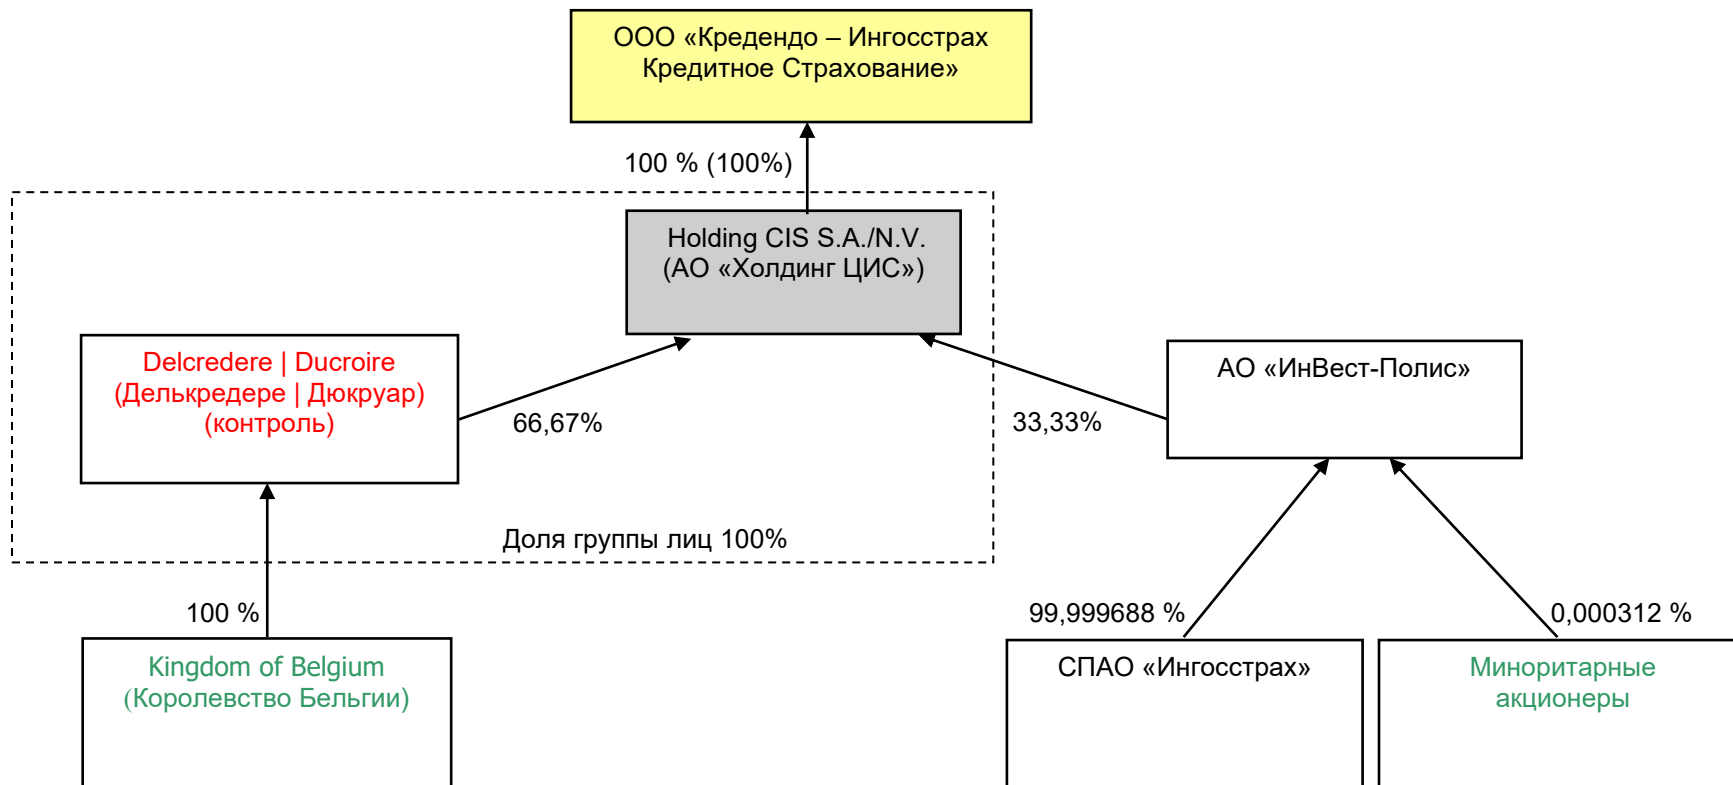 ООО «Кредендо – Ингосстрах
Кредитное Страхование»
100 % (100%)
Holding CIS S.A./N.V.
(АО «Холдинг ЦИС»)
Delcredere | Ducroire
(Делькредере | Дюкруар)
(контроль)
АО «ИнВест-Полис»
66,67%
33,33%
Доля группы лиц 100%
100 %
99,999688 %
0,000312 %
Kingdom of Belgium
(Королевство Бельгии)
СПАО «Ингосстрах»
Миноритарные
акционеры